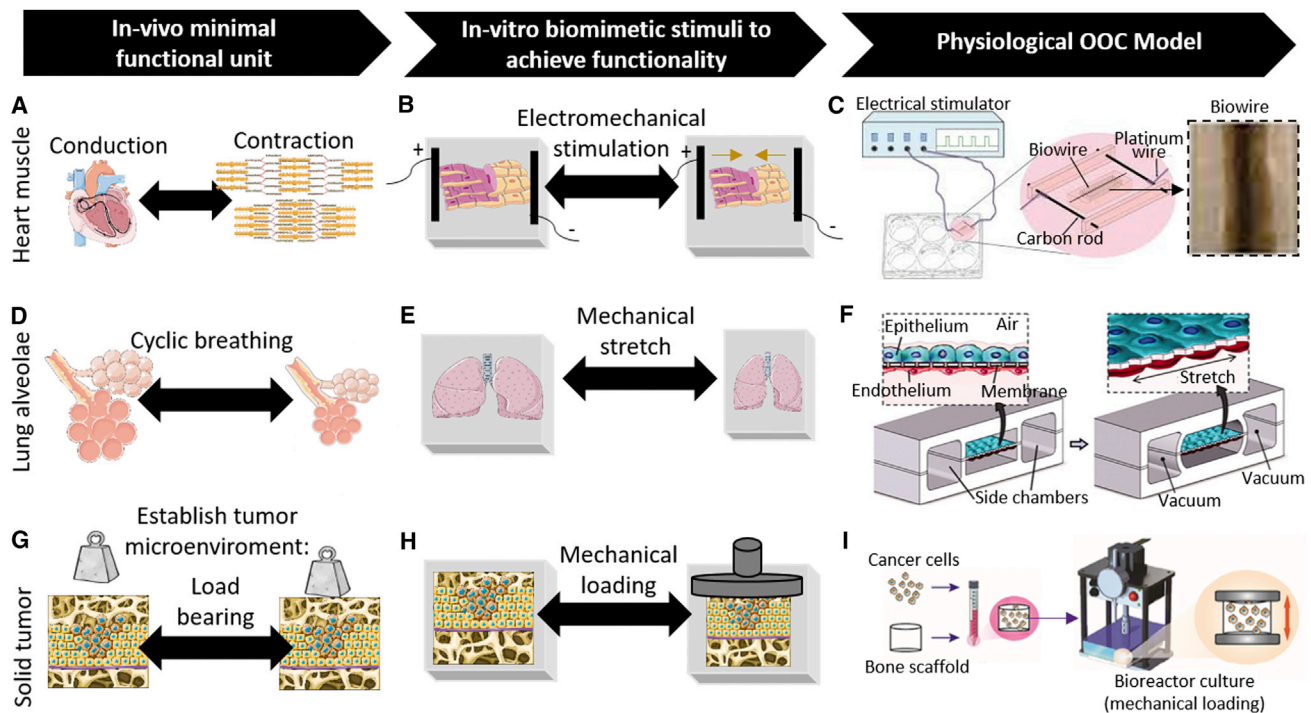 In-vivo minimal
functional unit
In-vitro biomimetic stimuli to
achieve functionality
Physiological OOC Model
Heart muscle
A
Conduction
Contraction
B
Electromechanical
stimulation
+
-
+
-
C
Electrical stimulator
Biowire
Platinum
wire
Carbon rod
Biowire
Lung alveolae
D
Cyclic breathing
E
Mechanical
stretch
F
Epithelium
Air
Endothelium
Membrane
Stretch
Side chambers
Vacuum
Vacuum
Solid tumor
G
Establish tumor
microenviroment:
Load
bearing
H
Mechanical
loading
I
Cancer cells
Bone scaffold
Bioreactor culture
(mechanical loading)